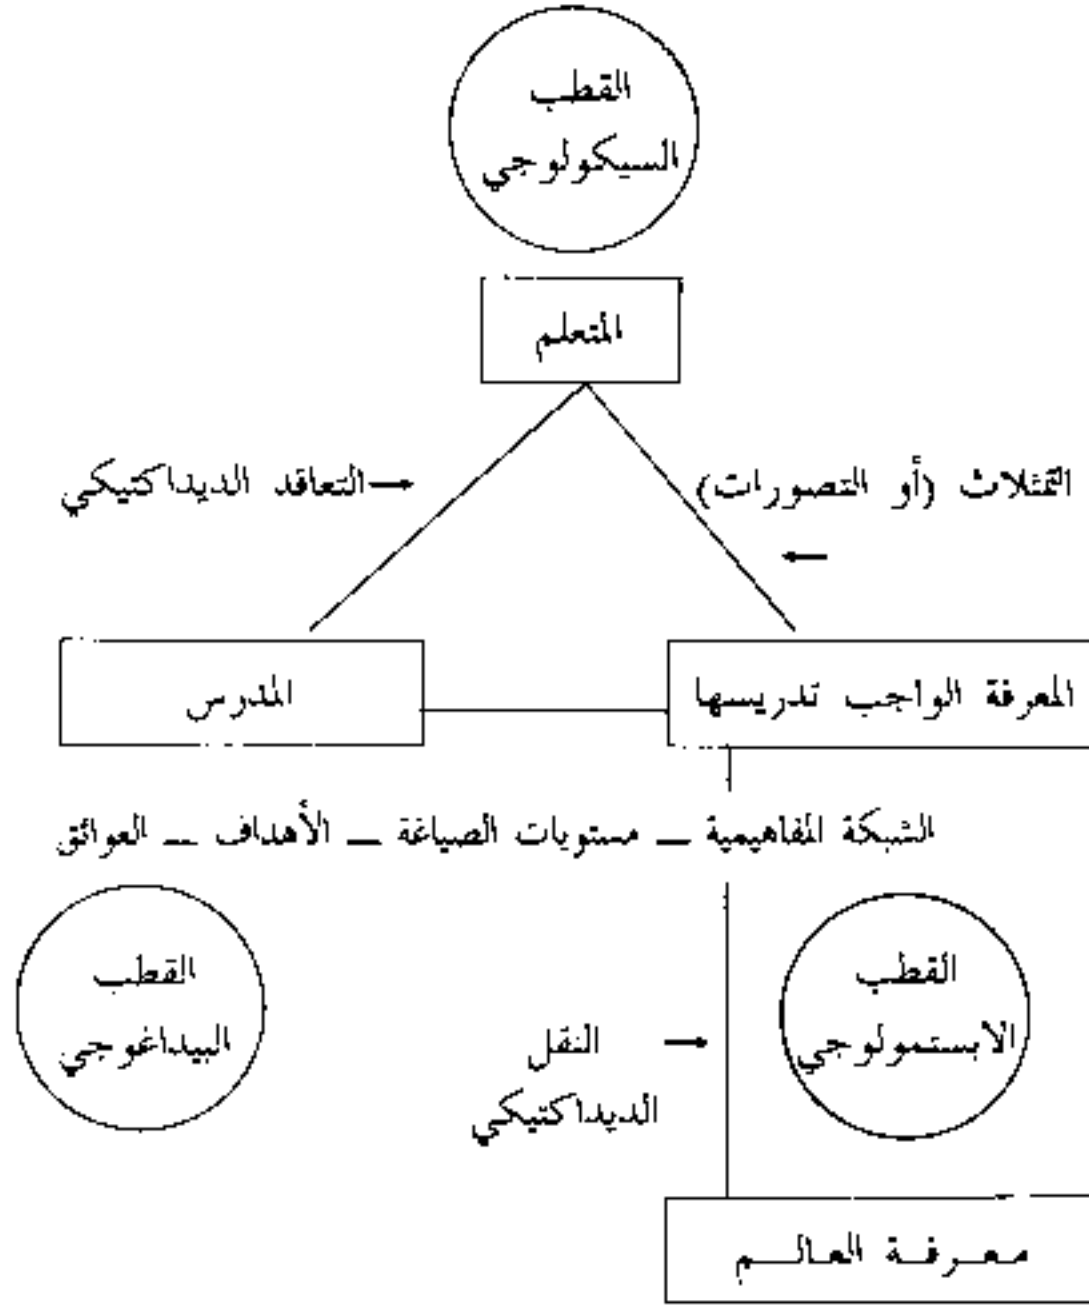 القطب
السيكولوجي
المتعلم
التمثلاث (أو التصورات)
التعاقد الديداكتيكي
المعرفة الواجب تدريسها
المدرس
الشبكة المفاهيمية _ مستويات الصياغة _ الأهداف _ العوائق
القطب
الابستمولوجي
القطب
البيداغوجي
النقل
الديداكتيكي
معرفة العالم